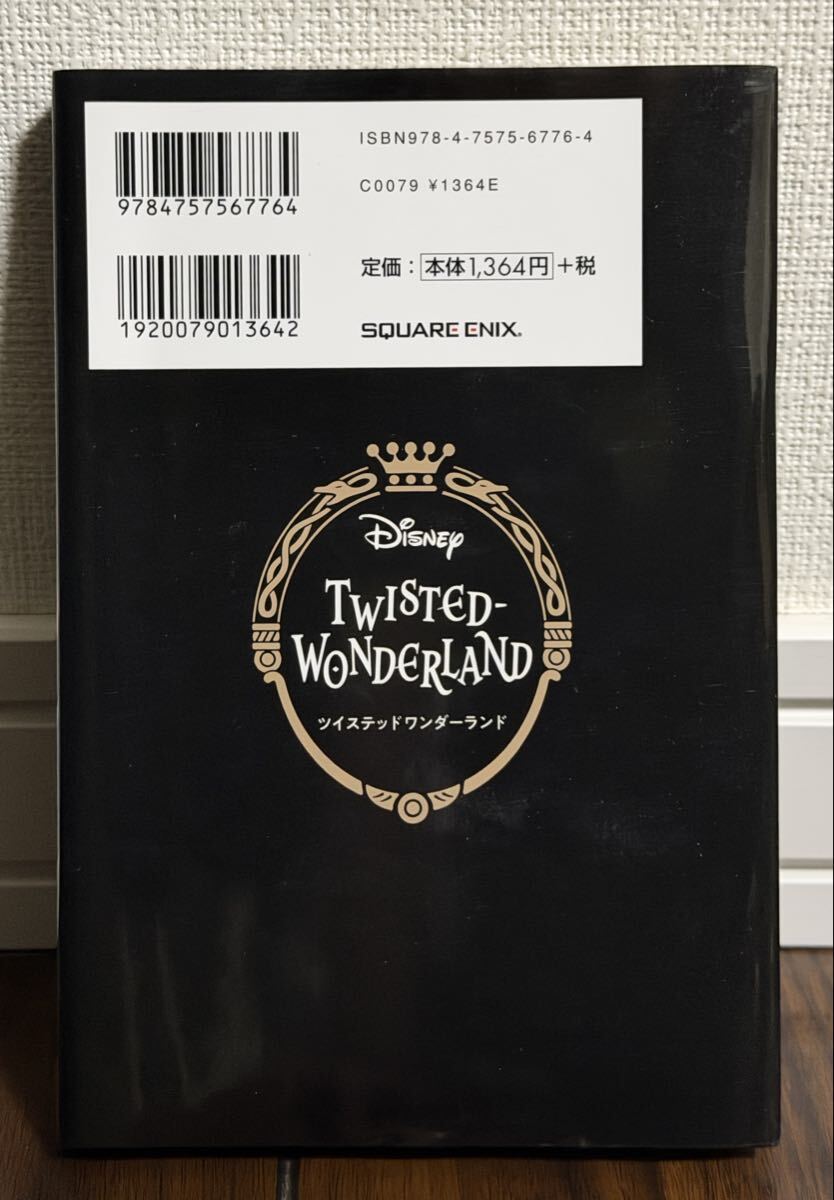 ISBN978-4-7575-6776-4
9784757567764
C0079 ¥1364E
定価：本体1,364円+税
1920079013642
SQUARE ENIX®
Disney
TWISTED-
WONDERLAND
ツイステッドワンダーランド